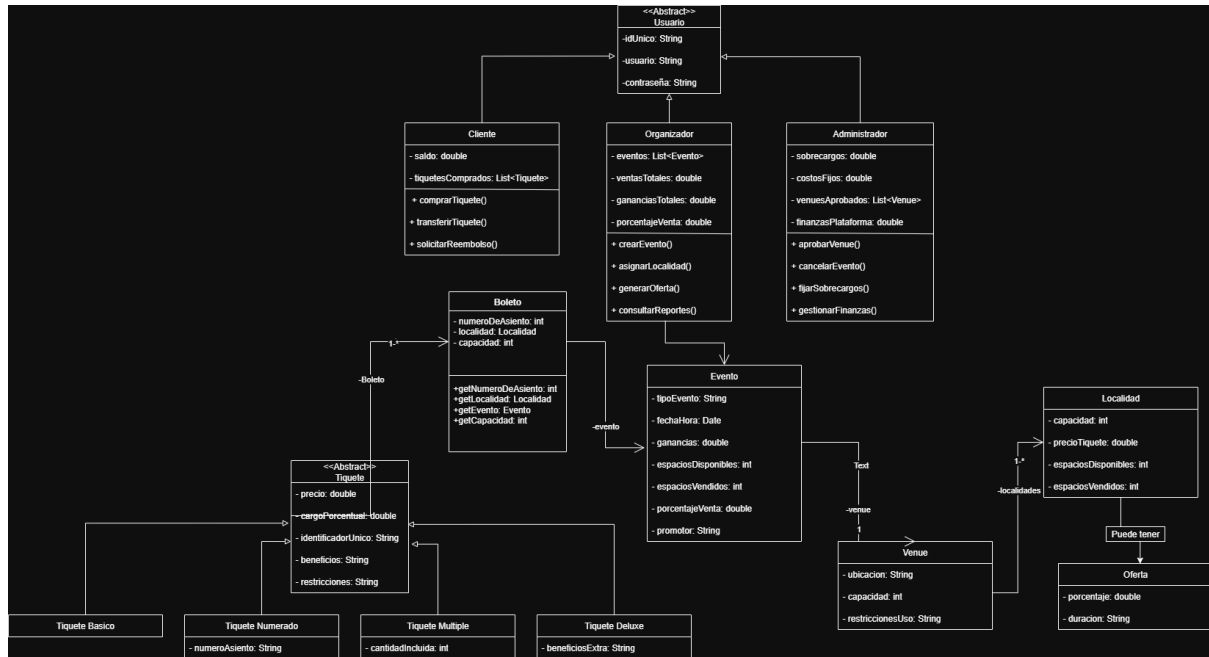 <<Abstract>>
Usuario
-idUnico: String
-usuario: String
-contraseña: String
Cliente
- saldo: double
- tiquetesComprados: List<Tiquete>
+ comprarTiquete()
+ transferirTiquete()
+ solicitarReembolso()
Organizador
- eventos: List<Evento>
- ventasTotales: double
- gananciasTotales: double
- porcentajeVenta: double
+ crearEvento()
+ asignarLocalidad()
+ generarOferta()
+ consultarReportes()
Administrador
- sobrecargos: double
- costosFijos: double
- venuesAprobados: List<Venue>
- finanzasPlataforma: double
+ aprobarVenue()
+ cancelarEvento()
+ fijarSobrecargos()
+ gestionarFinanzas()
Boleto
- numeroDeAsiento: int
- localidad: Localidad
- capacidad: int
+getNumeroDeAsiento: int
+getLocalidad: Localidad
+getEvento: Evento
+getCapacidad: int
1-*
-Boleto
-evento
Evento
- tipoEvento: String
- fechaHora: Date
- ganancias: double
- espaciosDisponibles: int
- espaciosVendidos: int
- porcentajeVenta: double
- promotor: String
Text
-venue
1
Localidad
- capacidad: int
- precioTiquete: double
- espaciosDisponibles: int
- espaciosVendidos: int
1-*
-localidades
Puede tener
<<Abstract>>
Tiquete
- precio: double
- cargoPorcentual: double
- identificadorUnico: String
- beneficios: String
- restricciones: String
Venue
- ubicacion: String
- capacidad: int
- restriccionesUso: String
Oferta
- porcentaje: double
- duracion: String
Tiquete Basico
Tiquete Numerado
- numeroAsiento: String
Tiquete Multiple
- cantidadIncluida: int
Tiquete Deluxe
- beneficiosExtra: String